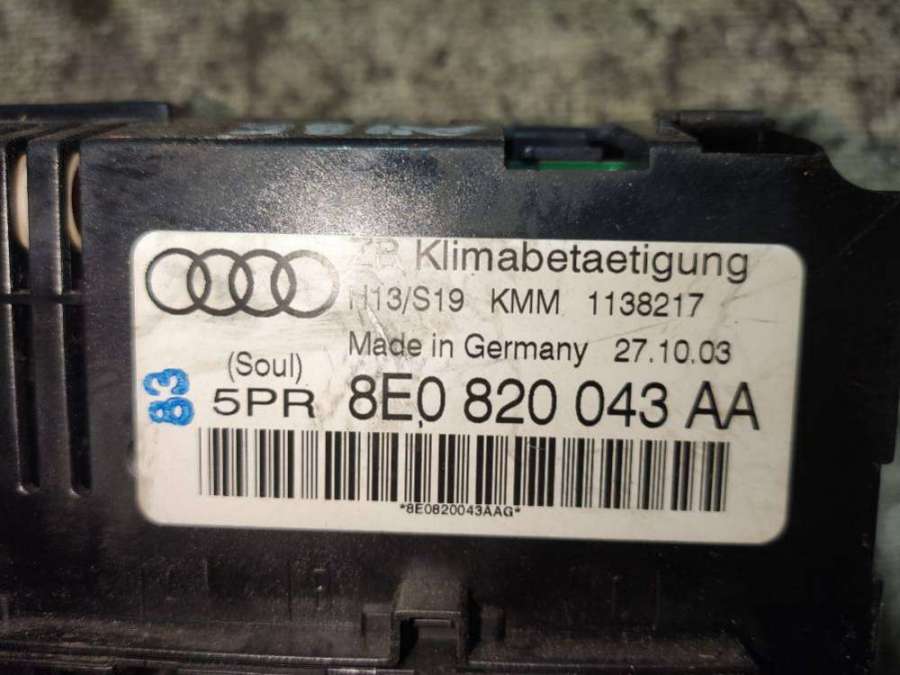 ZB Klimabetaetigung
H13/S19 KMM 1138217
Made in Germany 27.10.03
(Soul)
83
5PR 8E0 820 043 AA
*8E0820043AAG*